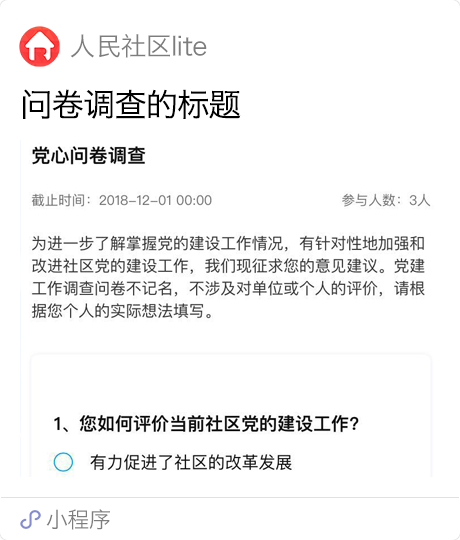 人民社区lite
问卷调查的标题
党心问卷调查
截止时间：2018-12-01 00:00 参与人数：3人
为进一步了解掌握党的建设工作情况，有针对性地加强和
改进社区党的建设工作，我们现征求您的意见建议。党建
工作调查问卷不记名，不涉及对单位或个人的评价，请根
据您个人的实际想法填写。
1、您如何评价当前社区党的建设工作？
有力促进了社区的改革发展
小程序